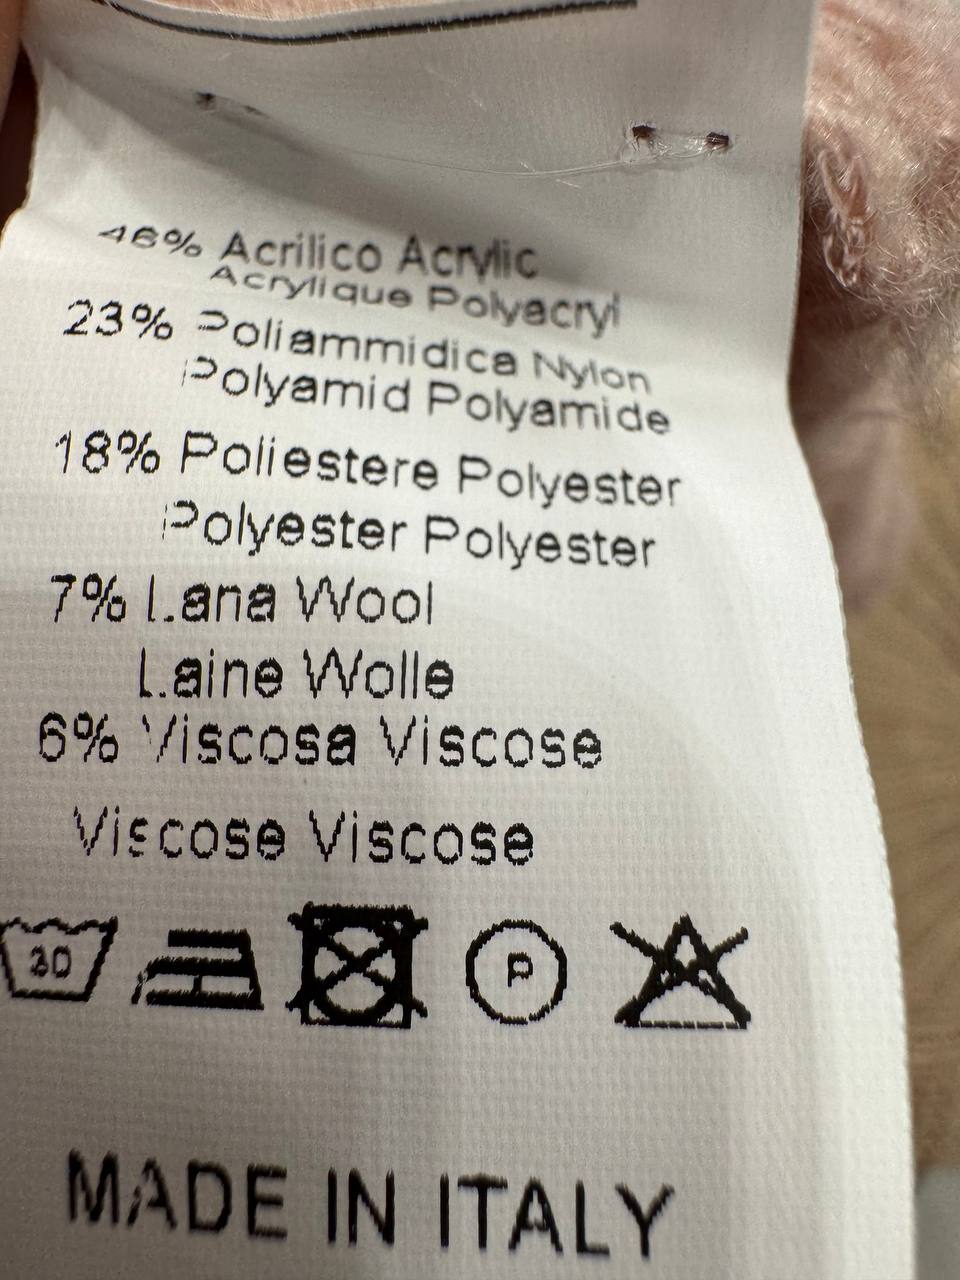 46% Acrilico Acrylic
Acrylique Polyacryl
23% Poliammidica Nylon
Polyamid Polyamide
18% Poliestere Polyester
Polyester Polyester
7% Lana Wool
Laine Wolle
6% Viscosa Viscose
Viscose Viscose
30 P
MADE IN ITALY